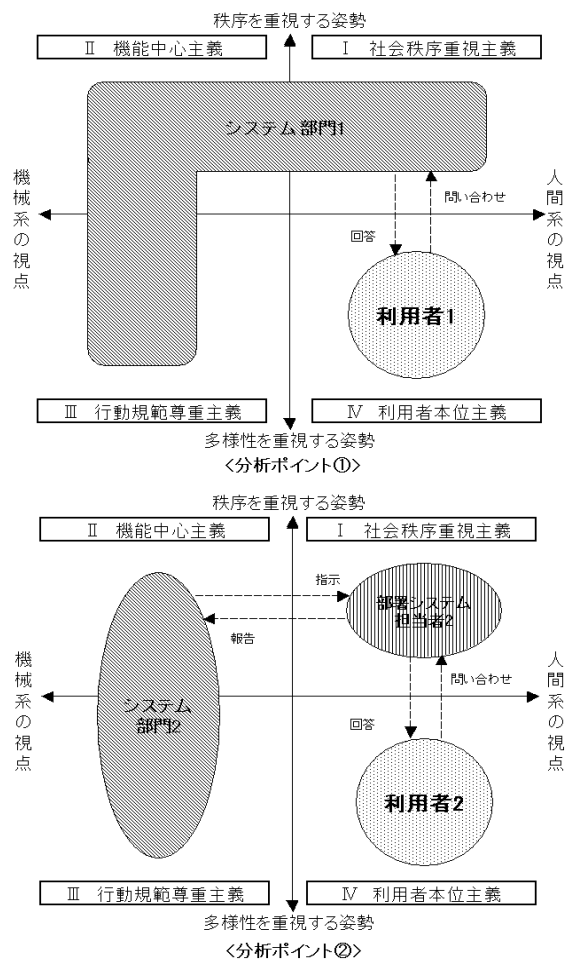 秩序を重視する姿勢
Ⅱ 機能中心主義
Ⅰ 社会秩序重視主義
システム部門1
機械系の視点
人間系の視点
問い合わせ
回答
利用者1
Ⅲ 行動規範尊重主義
Ⅳ 利用者本位主義
多様性を重視する姿勢
<分析ポイント①>
秩序を重視する姿勢
Ⅱ 機能中心主義
Ⅰ 社会秩序重視主義
指示
部署システム
担当者2
報告
機械系の視点
人間系の視点
問い合わせ
システム
部門2
回答
利用者2
Ⅲ 行動規範尊重主義
Ⅳ 利用者本位主義
多様性を重視する姿勢
<分析ポイント②>